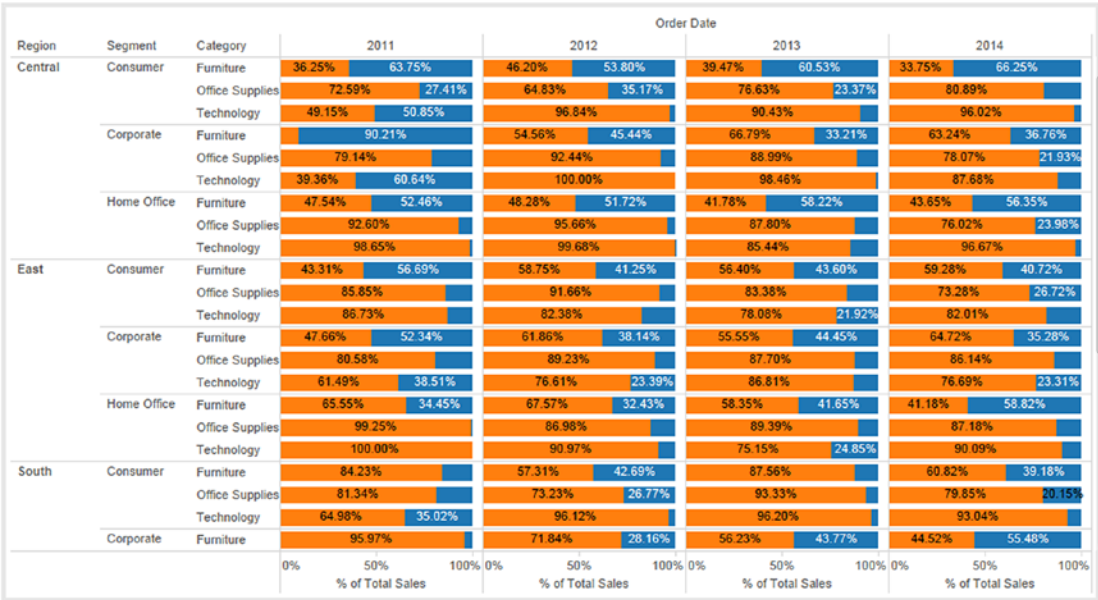 Order Date
Region Segment Category 2011 2012 2013 2014
Central Consumer Furniture 36.25% 63.75% 46.20% 53.80% 39.47% 60.53% 33.75% 66.25%
Office Supplies 72.59% 27.41% 64.83% 35.17% 76.63% 23.37% 80.89%
Technology 49.15% 50.85% 96.84% 90.43% 96.02%
Corporate Furniture 90.21% 54.56% 45.44% 66.79% 33.21% 63.24% 36.76%
Office Supplies 79.14% 92.44% 88.99% 78.07% 21.93%
Technology 39.36% 60.64% 100.00% 98.46% 87.68%
Home Office Furniture 47.54% 52.46% 48.28% 51.72% 41.78% 58.22% 43.65% 56.35%
Office Supplies 92.60% 95.66% 87.80% 76.02% 23.98%
Technology 98.65% 99.68% 85.44% 96.67%
East Consumer Furniture 43.31% 56.69% 58.75% 41.25% 56.40% 43.60% 59.28% 40.72%
Office Supplies 85.85% 91.66% 83.38% 73.28% 26.72%
Technology 86.73% 82.38% 78.08% 21.92% 82.01%
Corporate Furniture 47.66% 52.34% 61.86% 38.14% 55.55% 44.45% 64.72% 35.28%
Office Supplies 80.58% 89.23% 87.70% 86.14%
Technology 61.49% 38.51% 76.61% 23.39% 86.81% 76.69% 23.31%
Home Office Furniture 65.55% 34.45% 67.57% 32.43% 58.35% 41.65% 41.18% 58.82%
Office Supplies 99.25% 86.98% 89.39% 87.18%
Technology 100.00% 90.97% 75.15% 24.85% 90.09%
South Consumer Furniture 84.23% 57.31% 42.69% 87.56% 60.82% 39.18%
Office Supplies 81.34% 73.23% 26.77% 93.33% 79.85% 20.15%
Technology 64.98% 35.02% 96.12% 96.20% 93.04%
Corporate Furniture 95.97% 71.84% 28.16% 56.23% 43.77% 44.52% 55.48%
0% 50% 100% 0% 50% 100% 0% 50% 100% 0% 50% 100%
% of Total Sales % of Total Sales % of Total Sales % of Total Sales